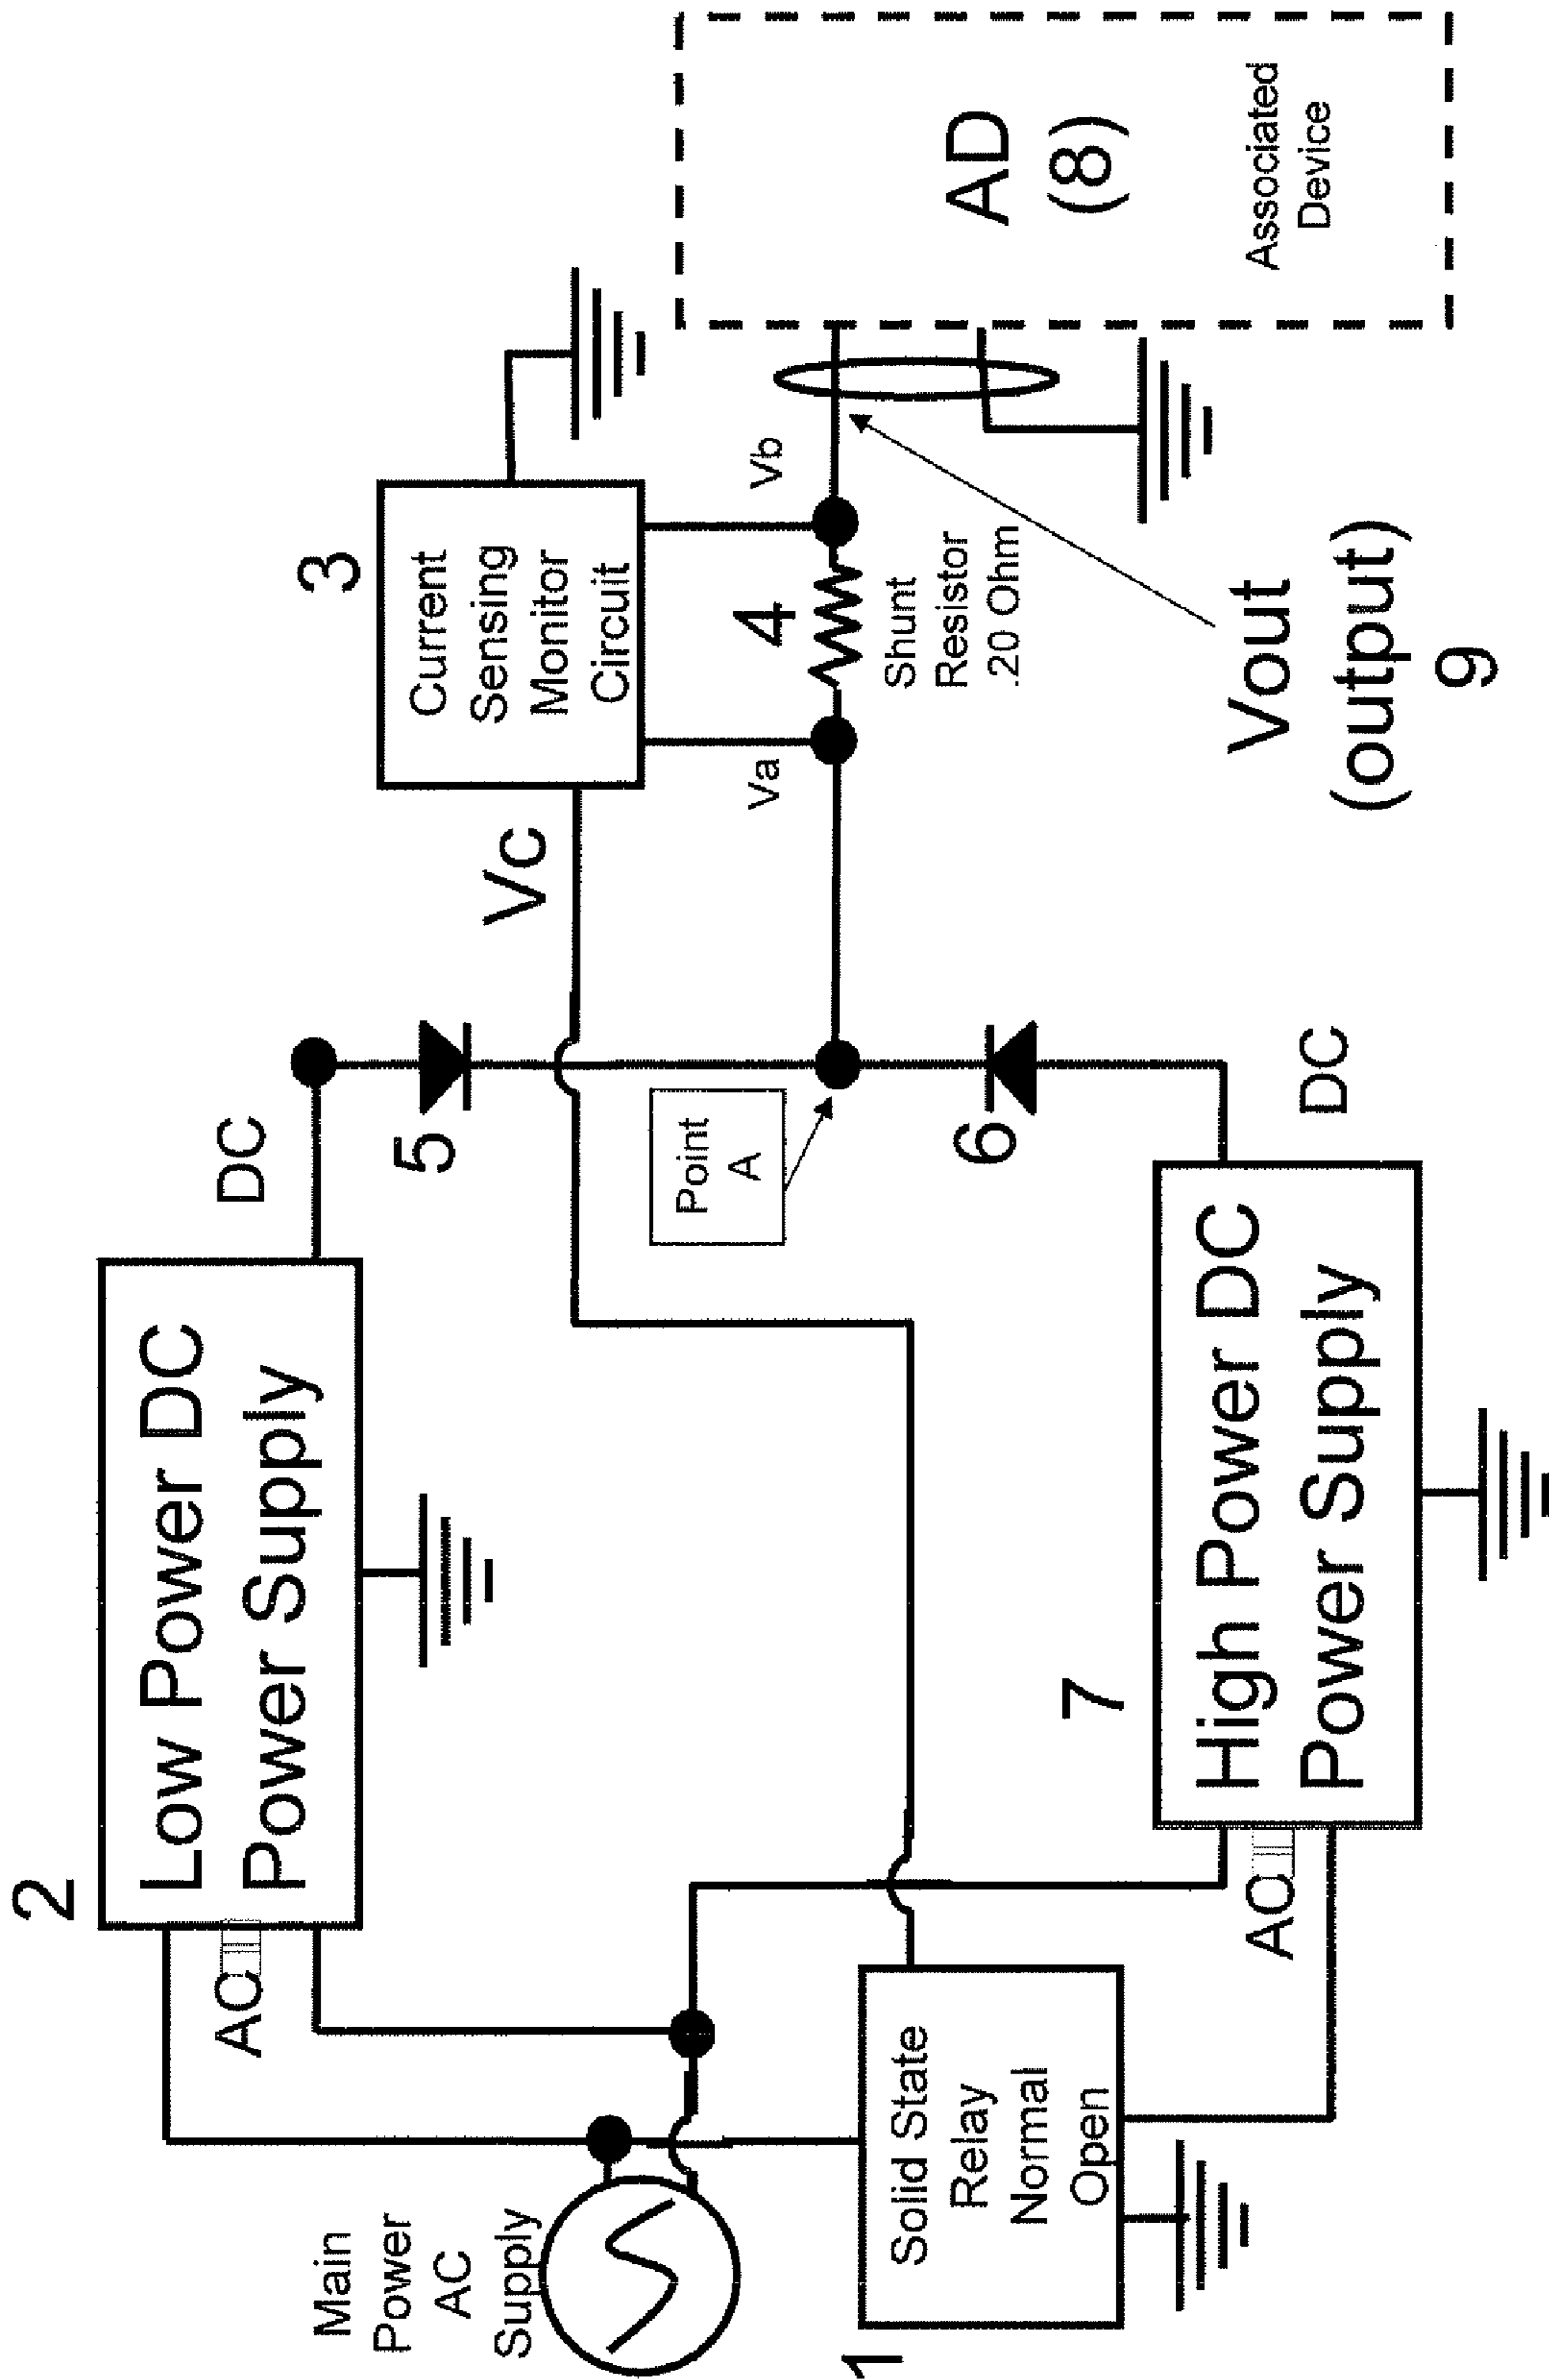 2
Low Power DC
Power Supply
AC
DC
3
Current
Sensing
Monitor
Circuit
Vc
Main
Power
AC
Supply
5
Point
A
Va
4
Vb
Shunt
Resistor
.20 Ohm
AD
(8)
Associated
Device
1
Solid State
Relay
Normal
Open
7
High Power DC
Power Supply
AC
DC
6
Vout
(output)
9